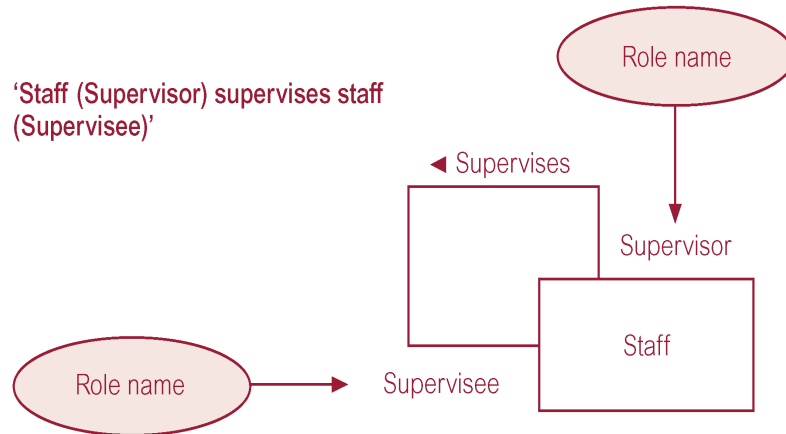 Role name
‘Staff (Supervisor) supervises staff
(Supervisee)’
◄ Supervises
Supervisor
Staff
Role name
Supervisee